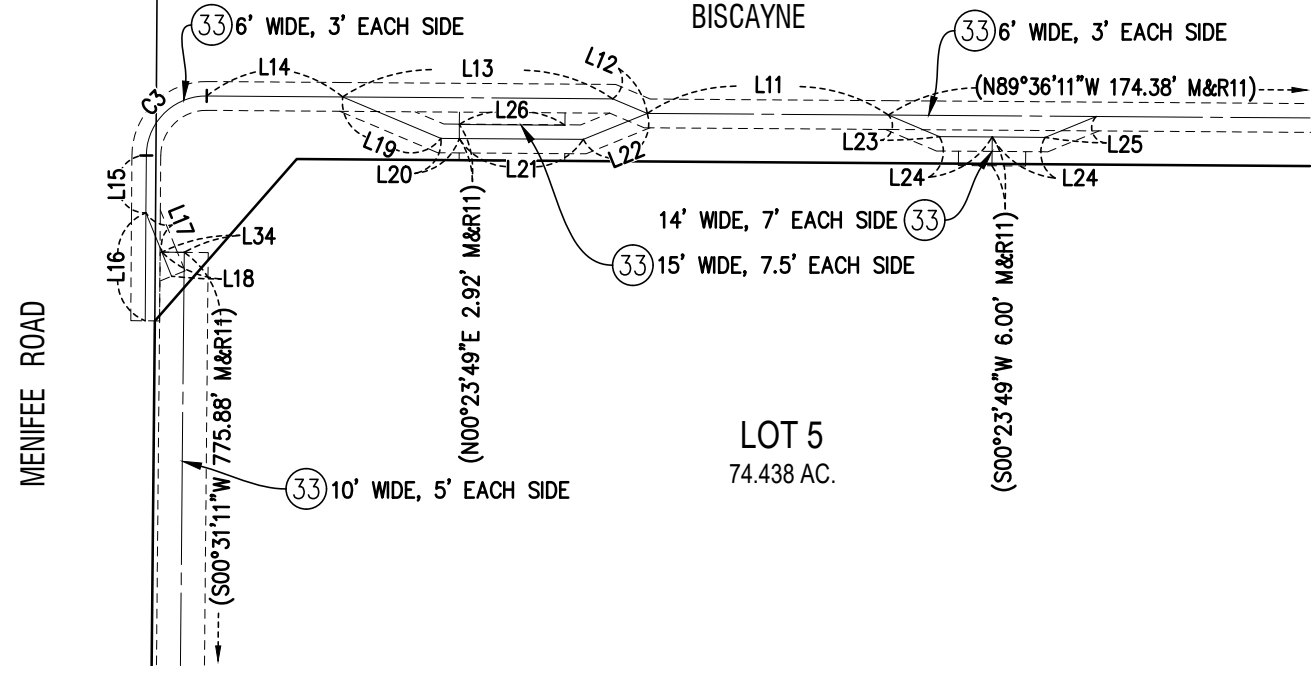 BISCAYNE
33 6' WIDE, 3' EACH SIDE
33 6' WIDE, 3' EACH SIDE
L14
L13
L12
L11
(N89°36'11"W 174.38' M&R11)
C3
L26
L19
L20
L21
L22
L23
L25
L24
L24
L15
L17
L34
L16
L18
14' WIDE, 7' EACH SIDE 33
33 15' WIDE, 7.5' EACH SIDE
(N00°23'49"E 2.92' M&R11)
(S00°23'49"W 6.00' M&R11)
MENIFEE ROAD
(S00°31'11"W 775.88' M&R11)
LOT 5
74.438 AC.
33 10' WIDE, 5' EACH SIDE